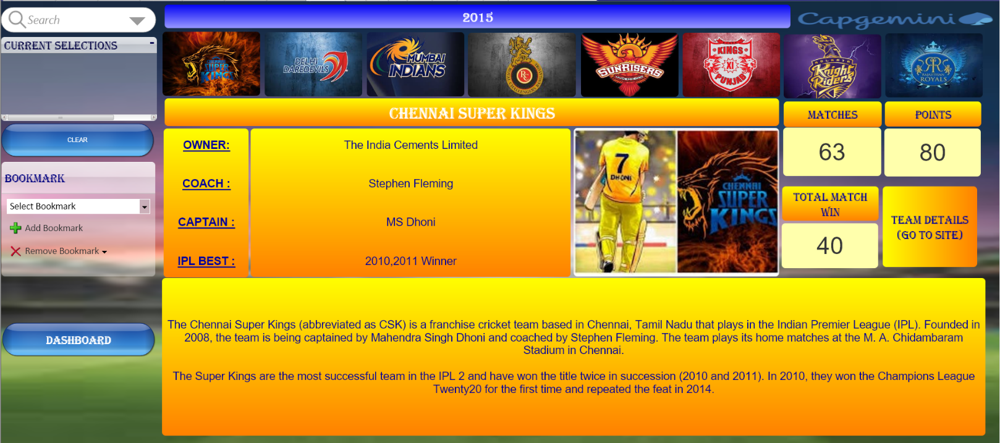 Search
2015
Capgemini
CURRENT SELECTIONS
-
CHENNAI SUPER KINGS
DELHI
DAREDEVILS
MUMBAI
INDIANS
RC
SUNRISERS
HYDERABAD
KINGS
XI
PUNJAB
KOLKATA
Knight
Riders
RR
RAJASTHAN
ROYALS
CLEAR
CHENNAI SUPER KINGS
MATCHES
POINTS
63
80
OWNER:
The India Cements Limited
COACH :
Stephen Fleming
CAPTAIN :
MS Dhoni
IPL BEST :
2010,2011 Winner
7
DHONI
CHENNAI
SUPER
KINGS
TOTAL MATCH
WIN
40
TEAM DETAILS
(GO TO SITE)
BOOKMARK
Select Bookmark
Add Bookmark
Remove Bookmark
DASHBOARD
The Chennai Super Kings (abbreviated as CSK) is a franchise cricket team based in Chennai, Tamil Nadu that plays in the Indian Premier League (IPL). Founded in
2008, the team is being captained by Mahendra Singh Dhoni and coached by Stephen Fleming. The team plays its home matches at the M. A. Chidambaram
Stadium in Chennai.
The Super Kings are the most successful team in the IPL 2 and have won the title twice in succession (2010 and 2011). In 2010, they won the Champions League
Twenty20 for the first time and repeated the feat in 2014.